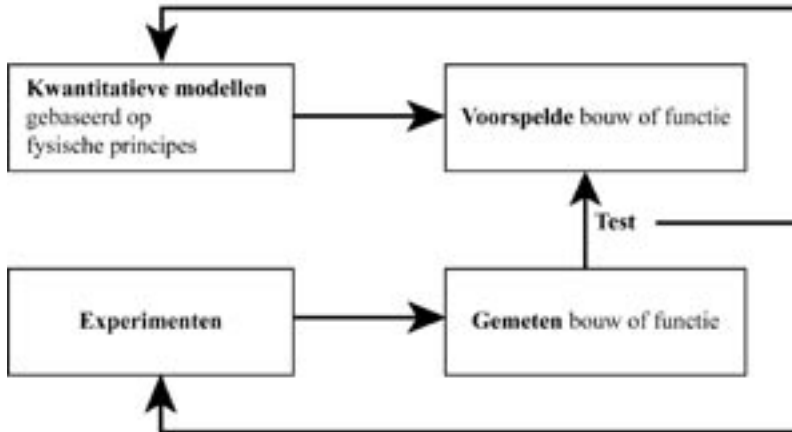 Kwantitatieve modellen
gebaseerd op
fysische principes
Voorspelde bouw of functie
Test
Experimenten
Gemeten bouw of functie